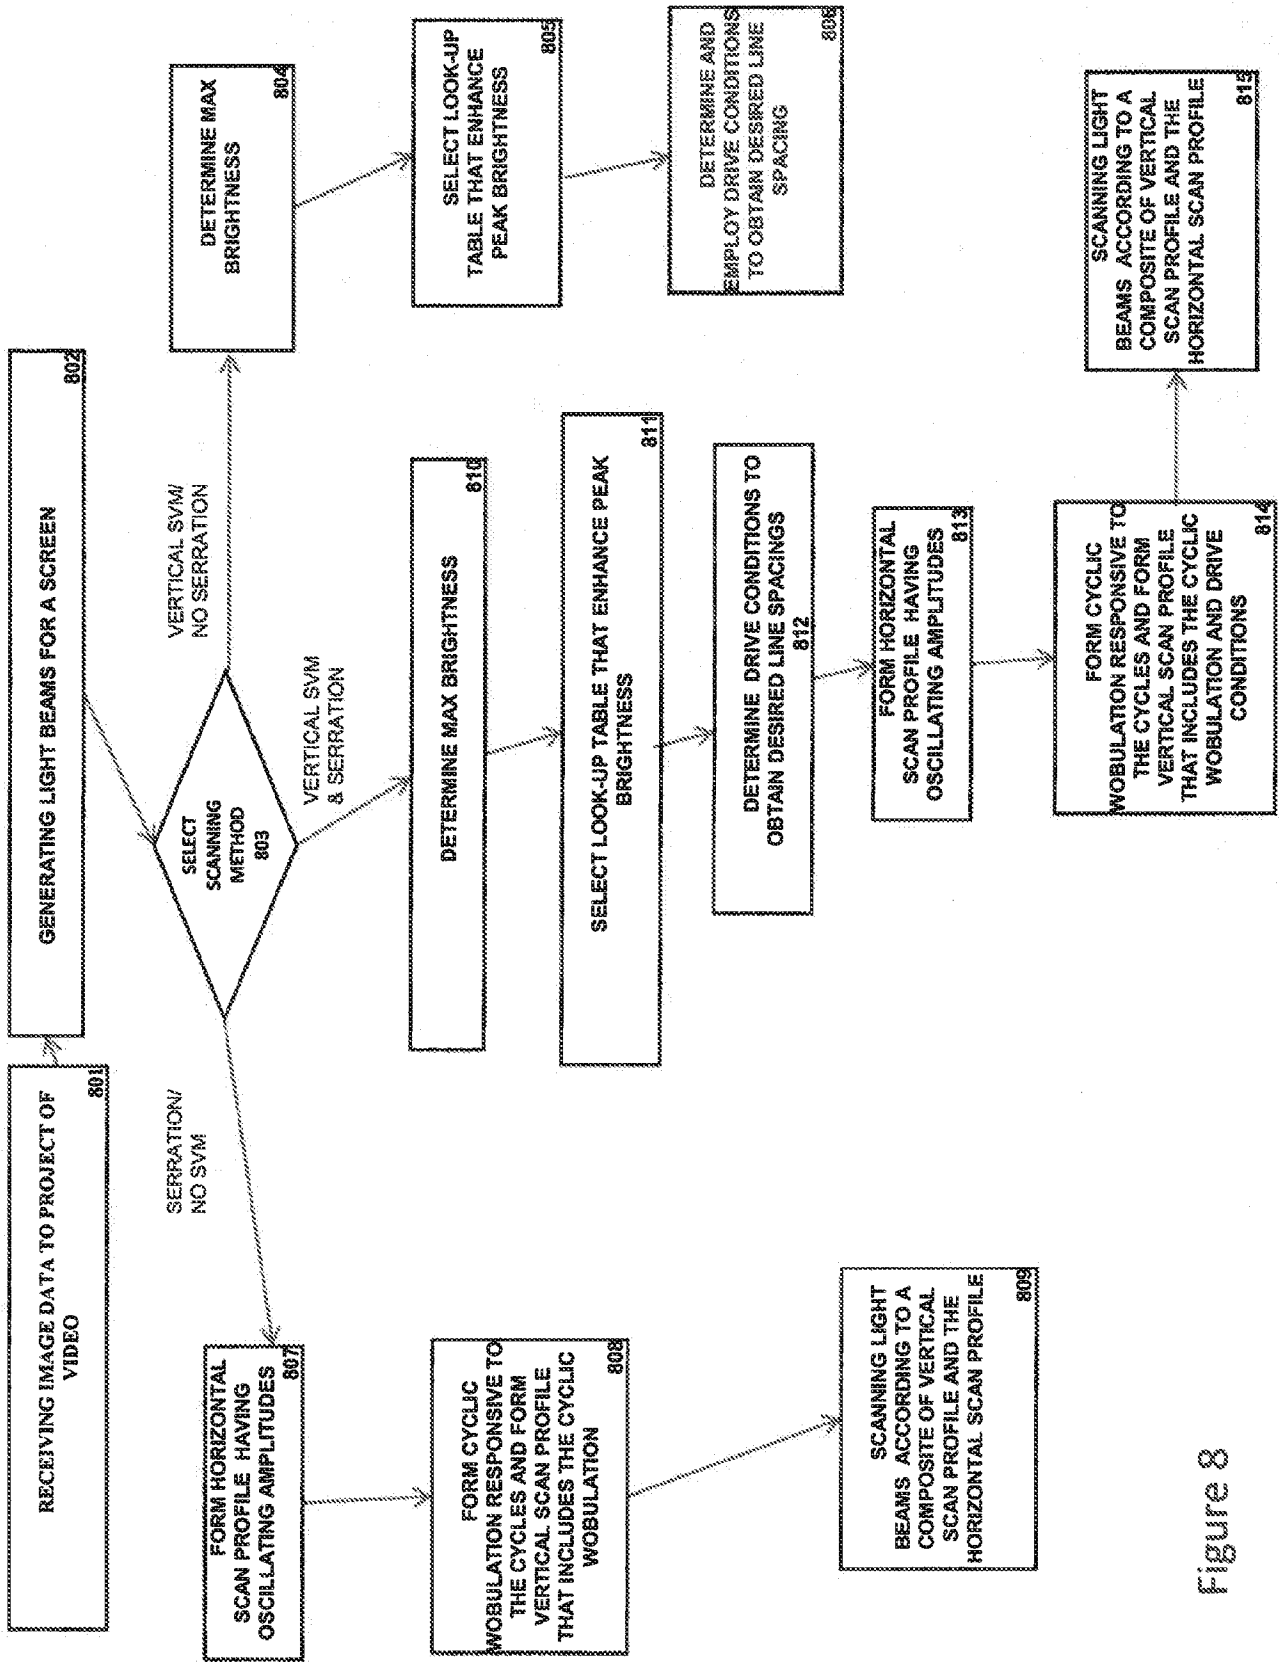 RECEIVING IMAGE DATA TO PROJECT OF
VIDEO
801
GENERATING LIGHT BEAMS FOR A SCREEN
802
SELECT
SCANNING
METHOD
803
SERRATION/
NO SVM
VERTICAL SVM
& SERRATION
VERTICAL SVM/
NO SERRATION
DETERMINE MAX
BRIGHTNESS
804
SELECT LOOK-UP
TABLE THAT ENHANCE
PEAK BRIGHTNESS
805
DETERMINE AND
EMPLOY DRIVE CONDITIONS
TO OBTAIN DESIRED LINE
SPACING
806
FORM HORIZONTAL
SCAN PROFILE HAVING
OSCILLATING AMPLITUDES
807
FORM CYCLIC
WOBULATION RESPONSIVE TO
THE CYCLES AND FORM
VERTICAL SCAN PROFILE
THAT INCLUDES THE CYCLIC
WOBULATION
808
SCANNING LIGHT
BEAMS ACCORDING TO A
COMPOSITE OF VERTICAL
SCAN PROFILE AND THE
HORIZONTAL SCAN PROFILE
809
DETERMINE MAX BRIGHTNESS
810
SELECT LOOK-UP TABLE THAT ENHANCE PEAK
BRIGHTNESS
811
DETERMINE DRIVE CONDITIONS TO
OBTAIN DESIRED LINE SPACINGS
812
FORM HORIZONTAL
SCAN PROFILE HAVING
OSCILLATING AMPLITUDES
813
FORM CYCLIC
WOBULATION RESPONSIVE TO
THE CYCLES AND FORM
VERTICAL SCAN PROFILE
THAT INCLUDES THE CYCLIC
WOBULATION AND DRIVE
CONDITIONS
814
SCANNING LIGHT
BEAMS ACCORDING TO A
COMPOSITE OF VERTICAL
SCAN PROFILE AND THE
HORIZONTAL SCAN PROFILE
815
Figure 8